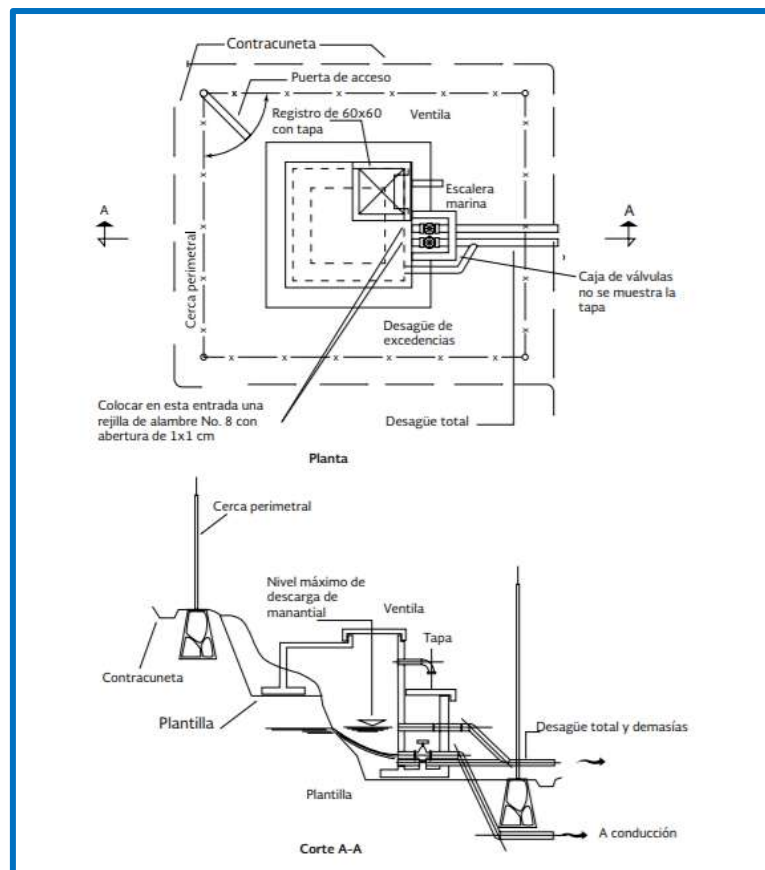 Contracuneta
Puerta de acceso
Registro de 60x60
con tapa
Ventila
Escalera
marina
A
A
Cerca perimetral
Caja de válvulas
no se muestra la
tapa
Desagüe de
excedencias
Colocar en esta entrada una
rejilla de alambre No. 8 con
abertura de 1x1 cm
Desagüe total
Planta
Cerca perimetral
Nivel máximo de
descarga de
manantial
Ventila
Tapa
Contracuneta
Plantilla
Desagüe total y demasías
Plantilla
A conducción
Corte A-A